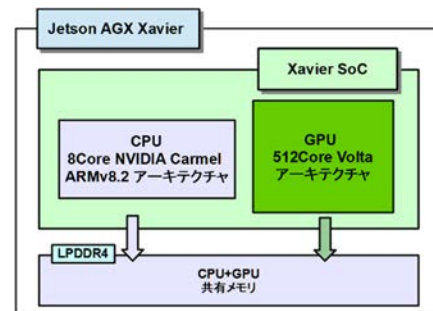 Jetson AGX Xavier
Xavier SoC
CPU
8Core NVIDIA Carmel
ARMv8.2 アーキテクチャ
GPU
512Core Volta
アーキテクチャ
LPDDR4
CPU+GPU
共有メモリ